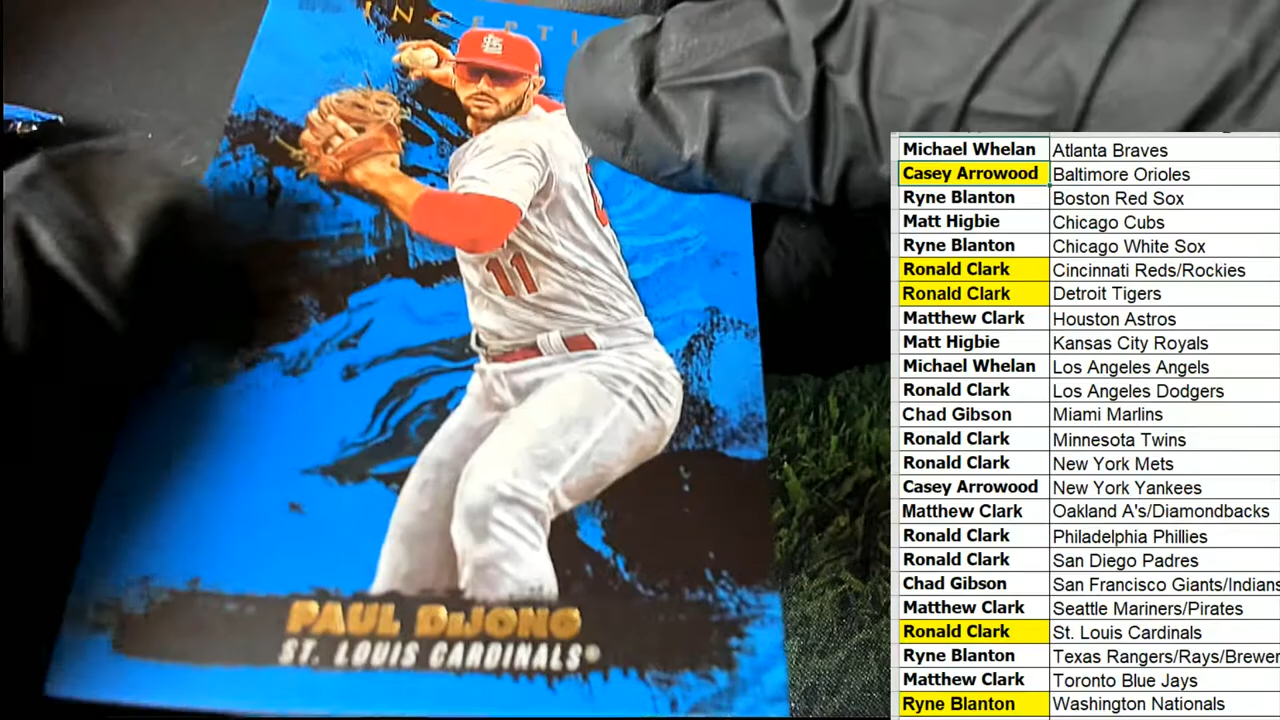 INCEPTI
11
PAUL DEJONG
ST. LOUIS CARDINALS®
Michael Whelan Atlanta Braves
Casey Arrowood Baltimore Orioles
Ryne Blanton Boston Red Sox
Matt Higbie Chicago Cubs
Ryne Blanton Chicago White Sox
Ronald Clark Cincinnati Reds/Rockies
Ronald Clark Detroit Tigers
Matthew Clark Houston Astros
Matt Higbie Kansas City Royals
Michael Whelan Los Angeles Angels
Ronald Clark Los Angeles Dodgers
Chad Gibson Miami Marlins
Ronald Clark Minnesota Twins
Ronald Clark New York Mets
Casey Arrowood New York Yankees
Matthew Clark Oakland A's/Diamondbacks
Ronald Clark Philadelphia Phillies
Ronald Clark San Diego Padres
Chad Gibson San Francisco Giants/Indians
Matthew Clark Seattle Mariners/Pirates
Ronald Clark St. Louis Cardinals
Ryne Blanton Texas Rangers/Rays/Brewer
Matthew Clark Toronto Blue Jays
Ryne Blanton Washington Nationals